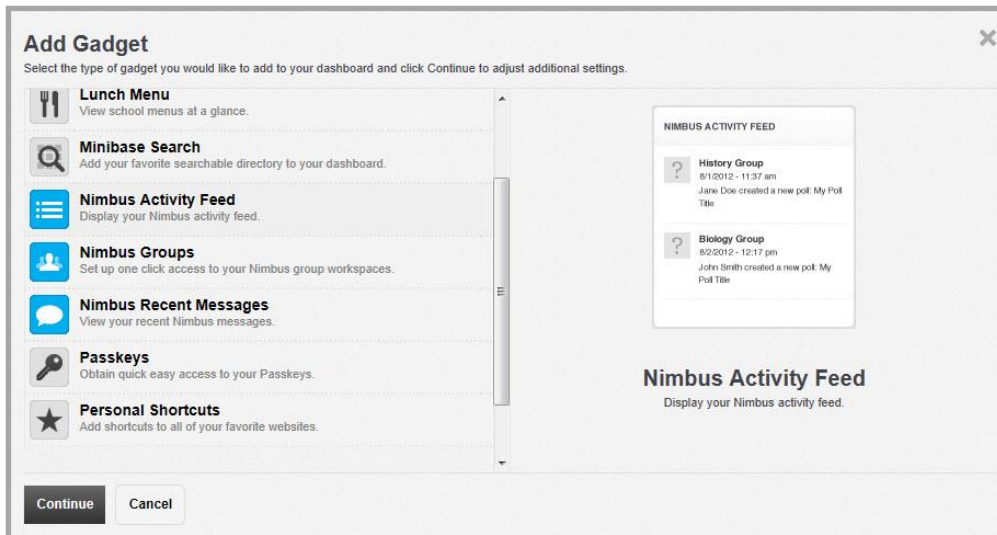 Add Gadget
Select the type of gadget you would like to add to your dashboard and click Continue to adjust additional settings.
Lunch Menu
View school menus at a glance.
Minibase Search
Add your favorite searchable directory to your dashboard.
Nimbus Activity Feed
Display your Nimbus activity feed.
Nimbus Groups
Set up one click access to your Nimbus group workspaces.
Nimbus Recent Messages
View your recent Nimbus messages.
Passkeys
Obtain quick easy access to your Passkeys.
Personal Shortcuts
Add shortcuts to all of your favorite websites.
NIMBUS ACTIVITY FEED
?
History Group
8/1/2012 - 11:37 am
Jane Doe created a new poll: My Poll
Title
?
Biology Group
8/2/2012 - 12:17 pm
John Smith created a new poll: My
Poll Title
Nimbus Activity Feed
Display your Nimbus activity feed.
Continue
Cancel